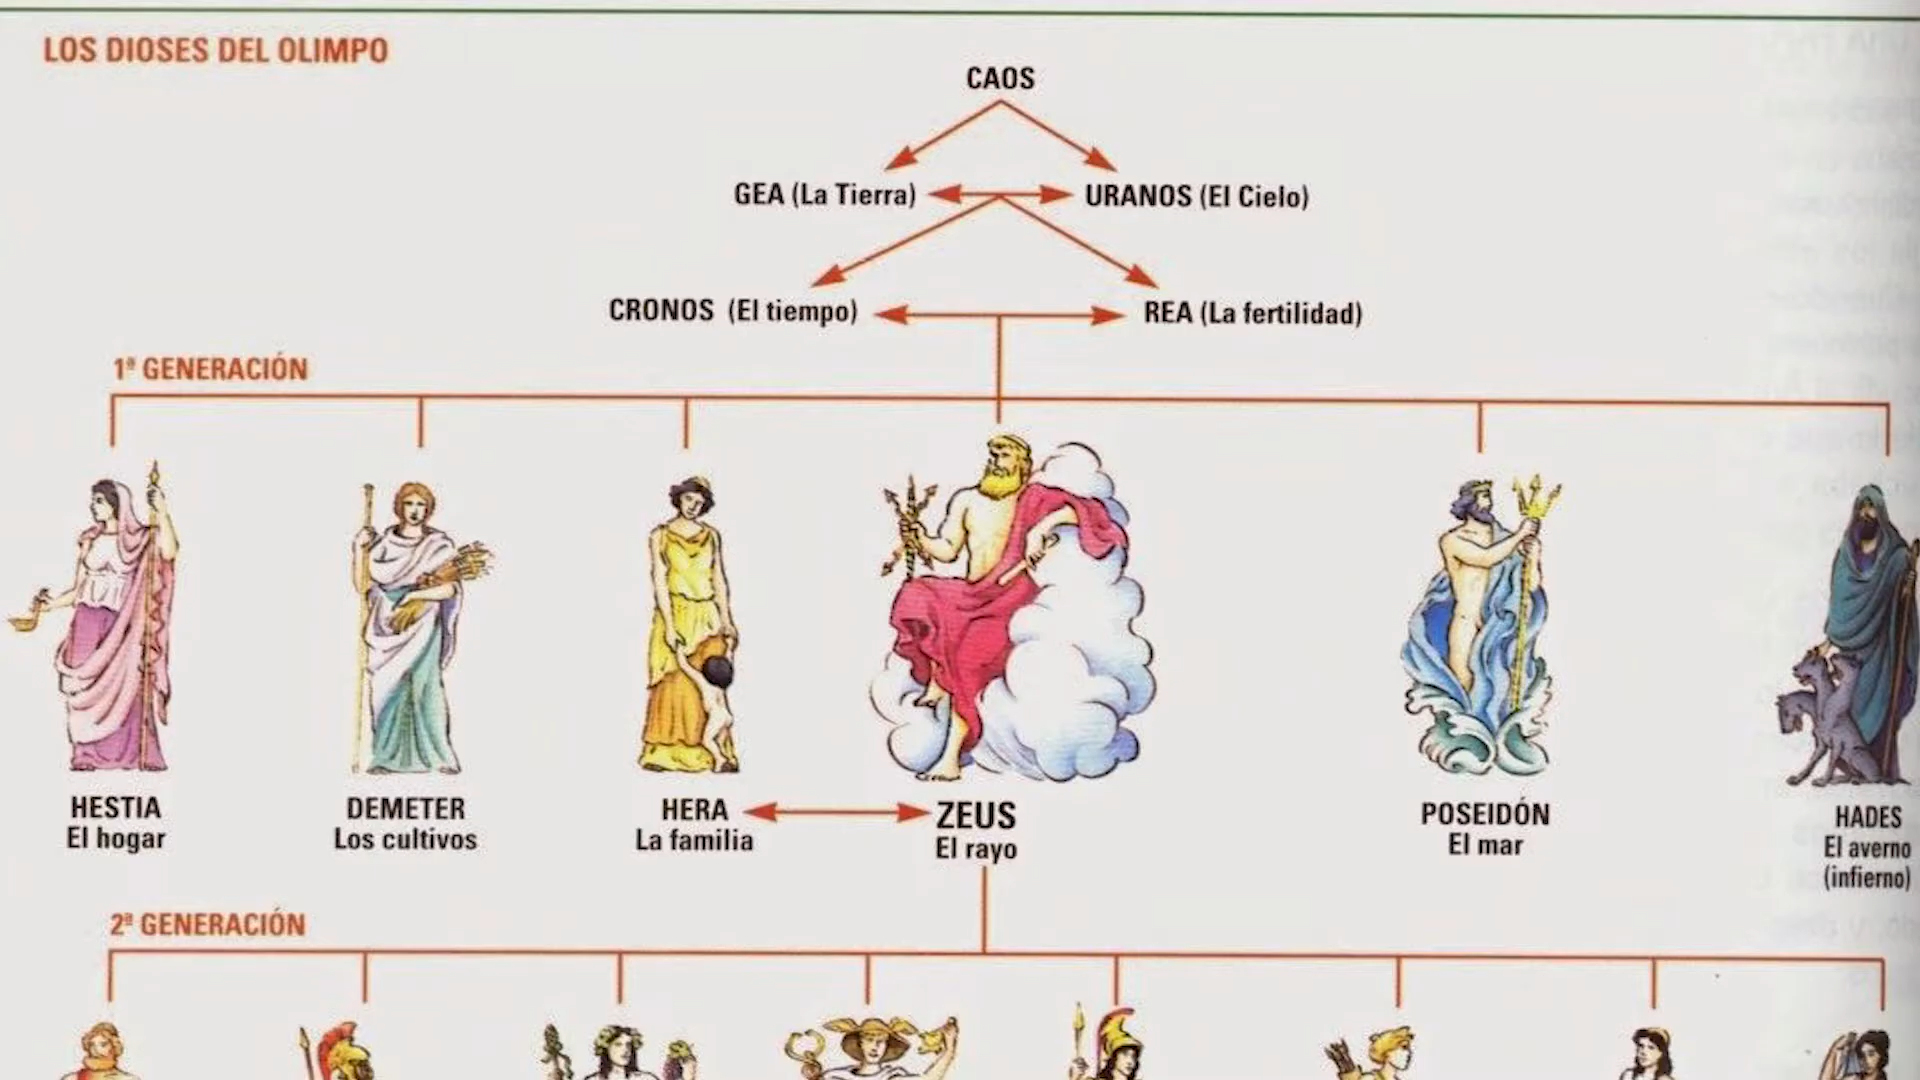 LOS DIOSES DEL OLIMPO
CAOS
GEA (La Tierra)
URANOS (El Cielo)
CRONOS (El tiempo)
REA (La fertilidad)
1ª GENERACIÓN
HESTIA
El hogar
DEMETER
Los cultivos
HERA
La familia
ZEUS
El rayo
POSEIDÓN
El mar
HADES
El averno
(infierno)
2ª GENERACIÓN